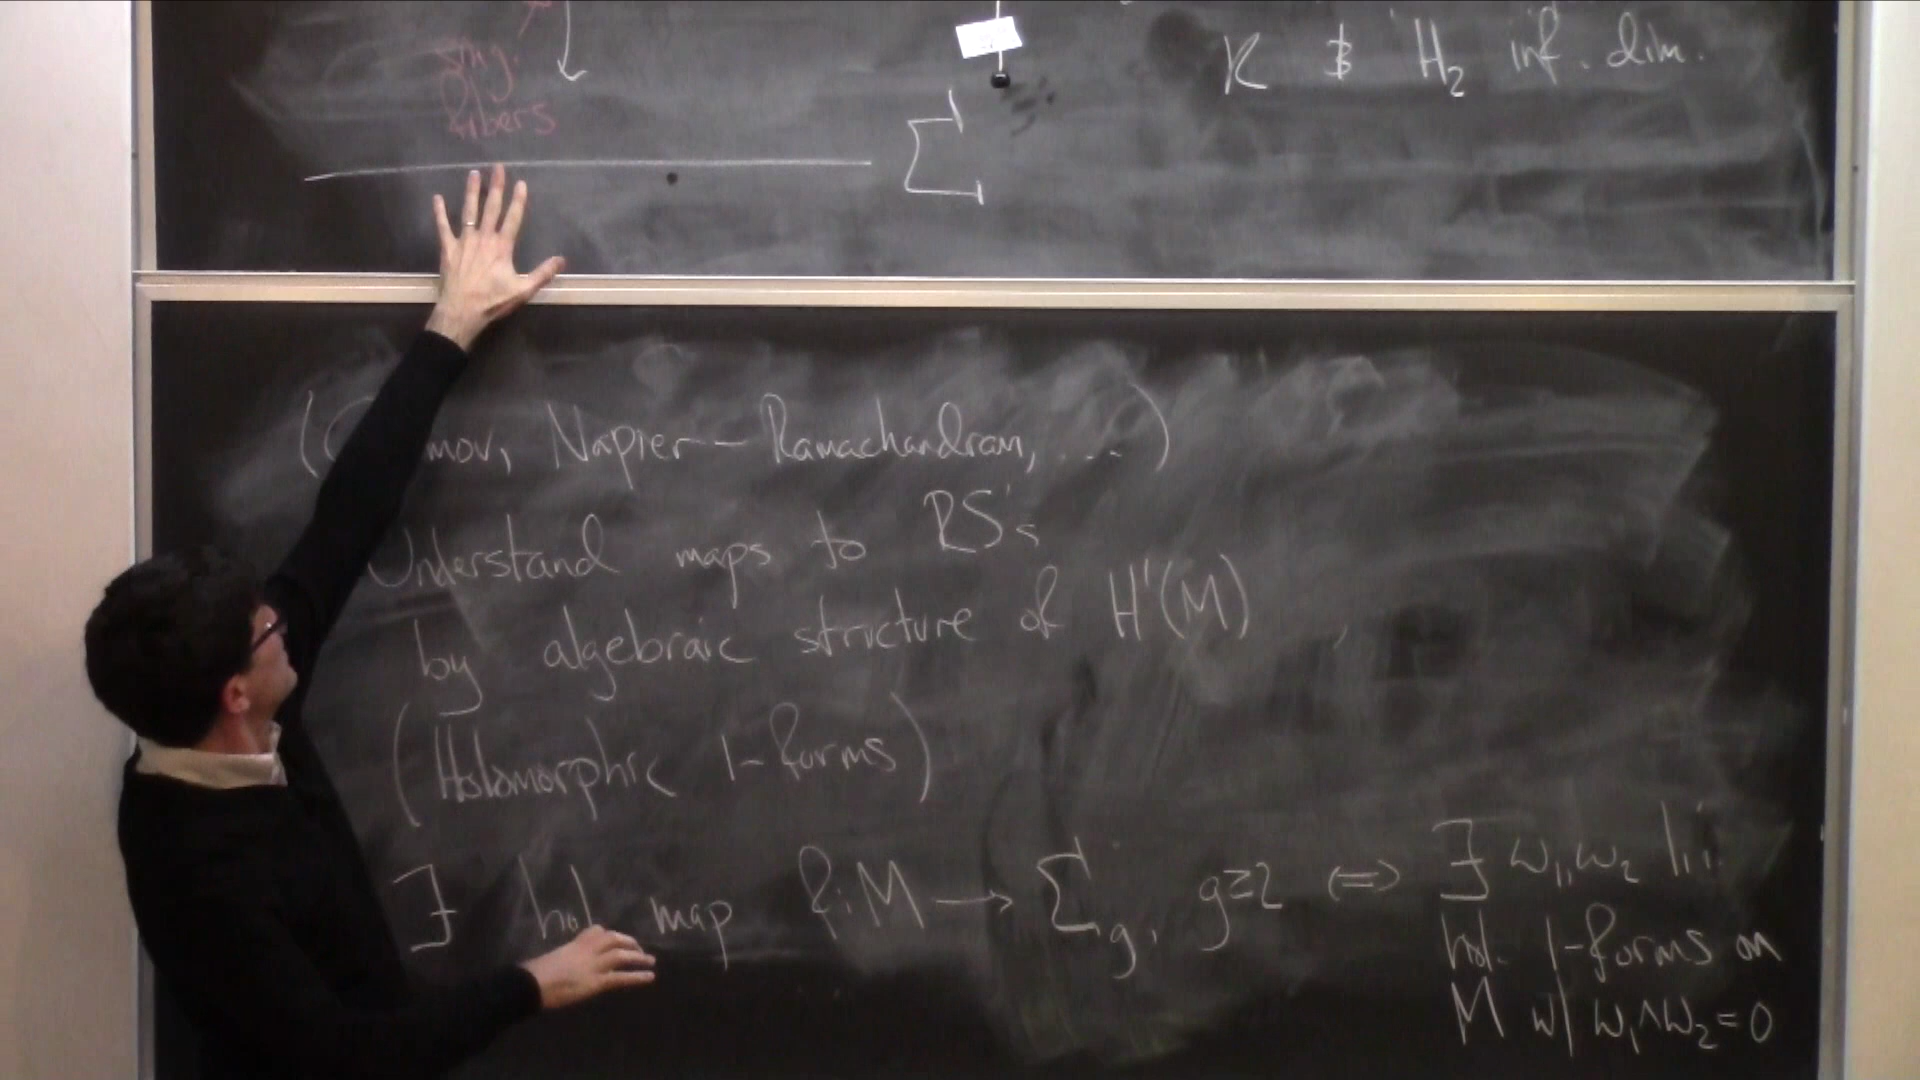 sing.
fibers
K & H₂ inf. dim.
Σ
mov, Napier–Ramachandran, ...)
Understand maps to RS's
by algebraic structure of H¹(M)
(Holomorphic 1-forms)
∃ hol. map f: M → Σ_g, g≥2 ⟺ ∃ ω₁, ω₂ l.i.
hol. 1-forms on
M w/ ω₁∧ω₂=0